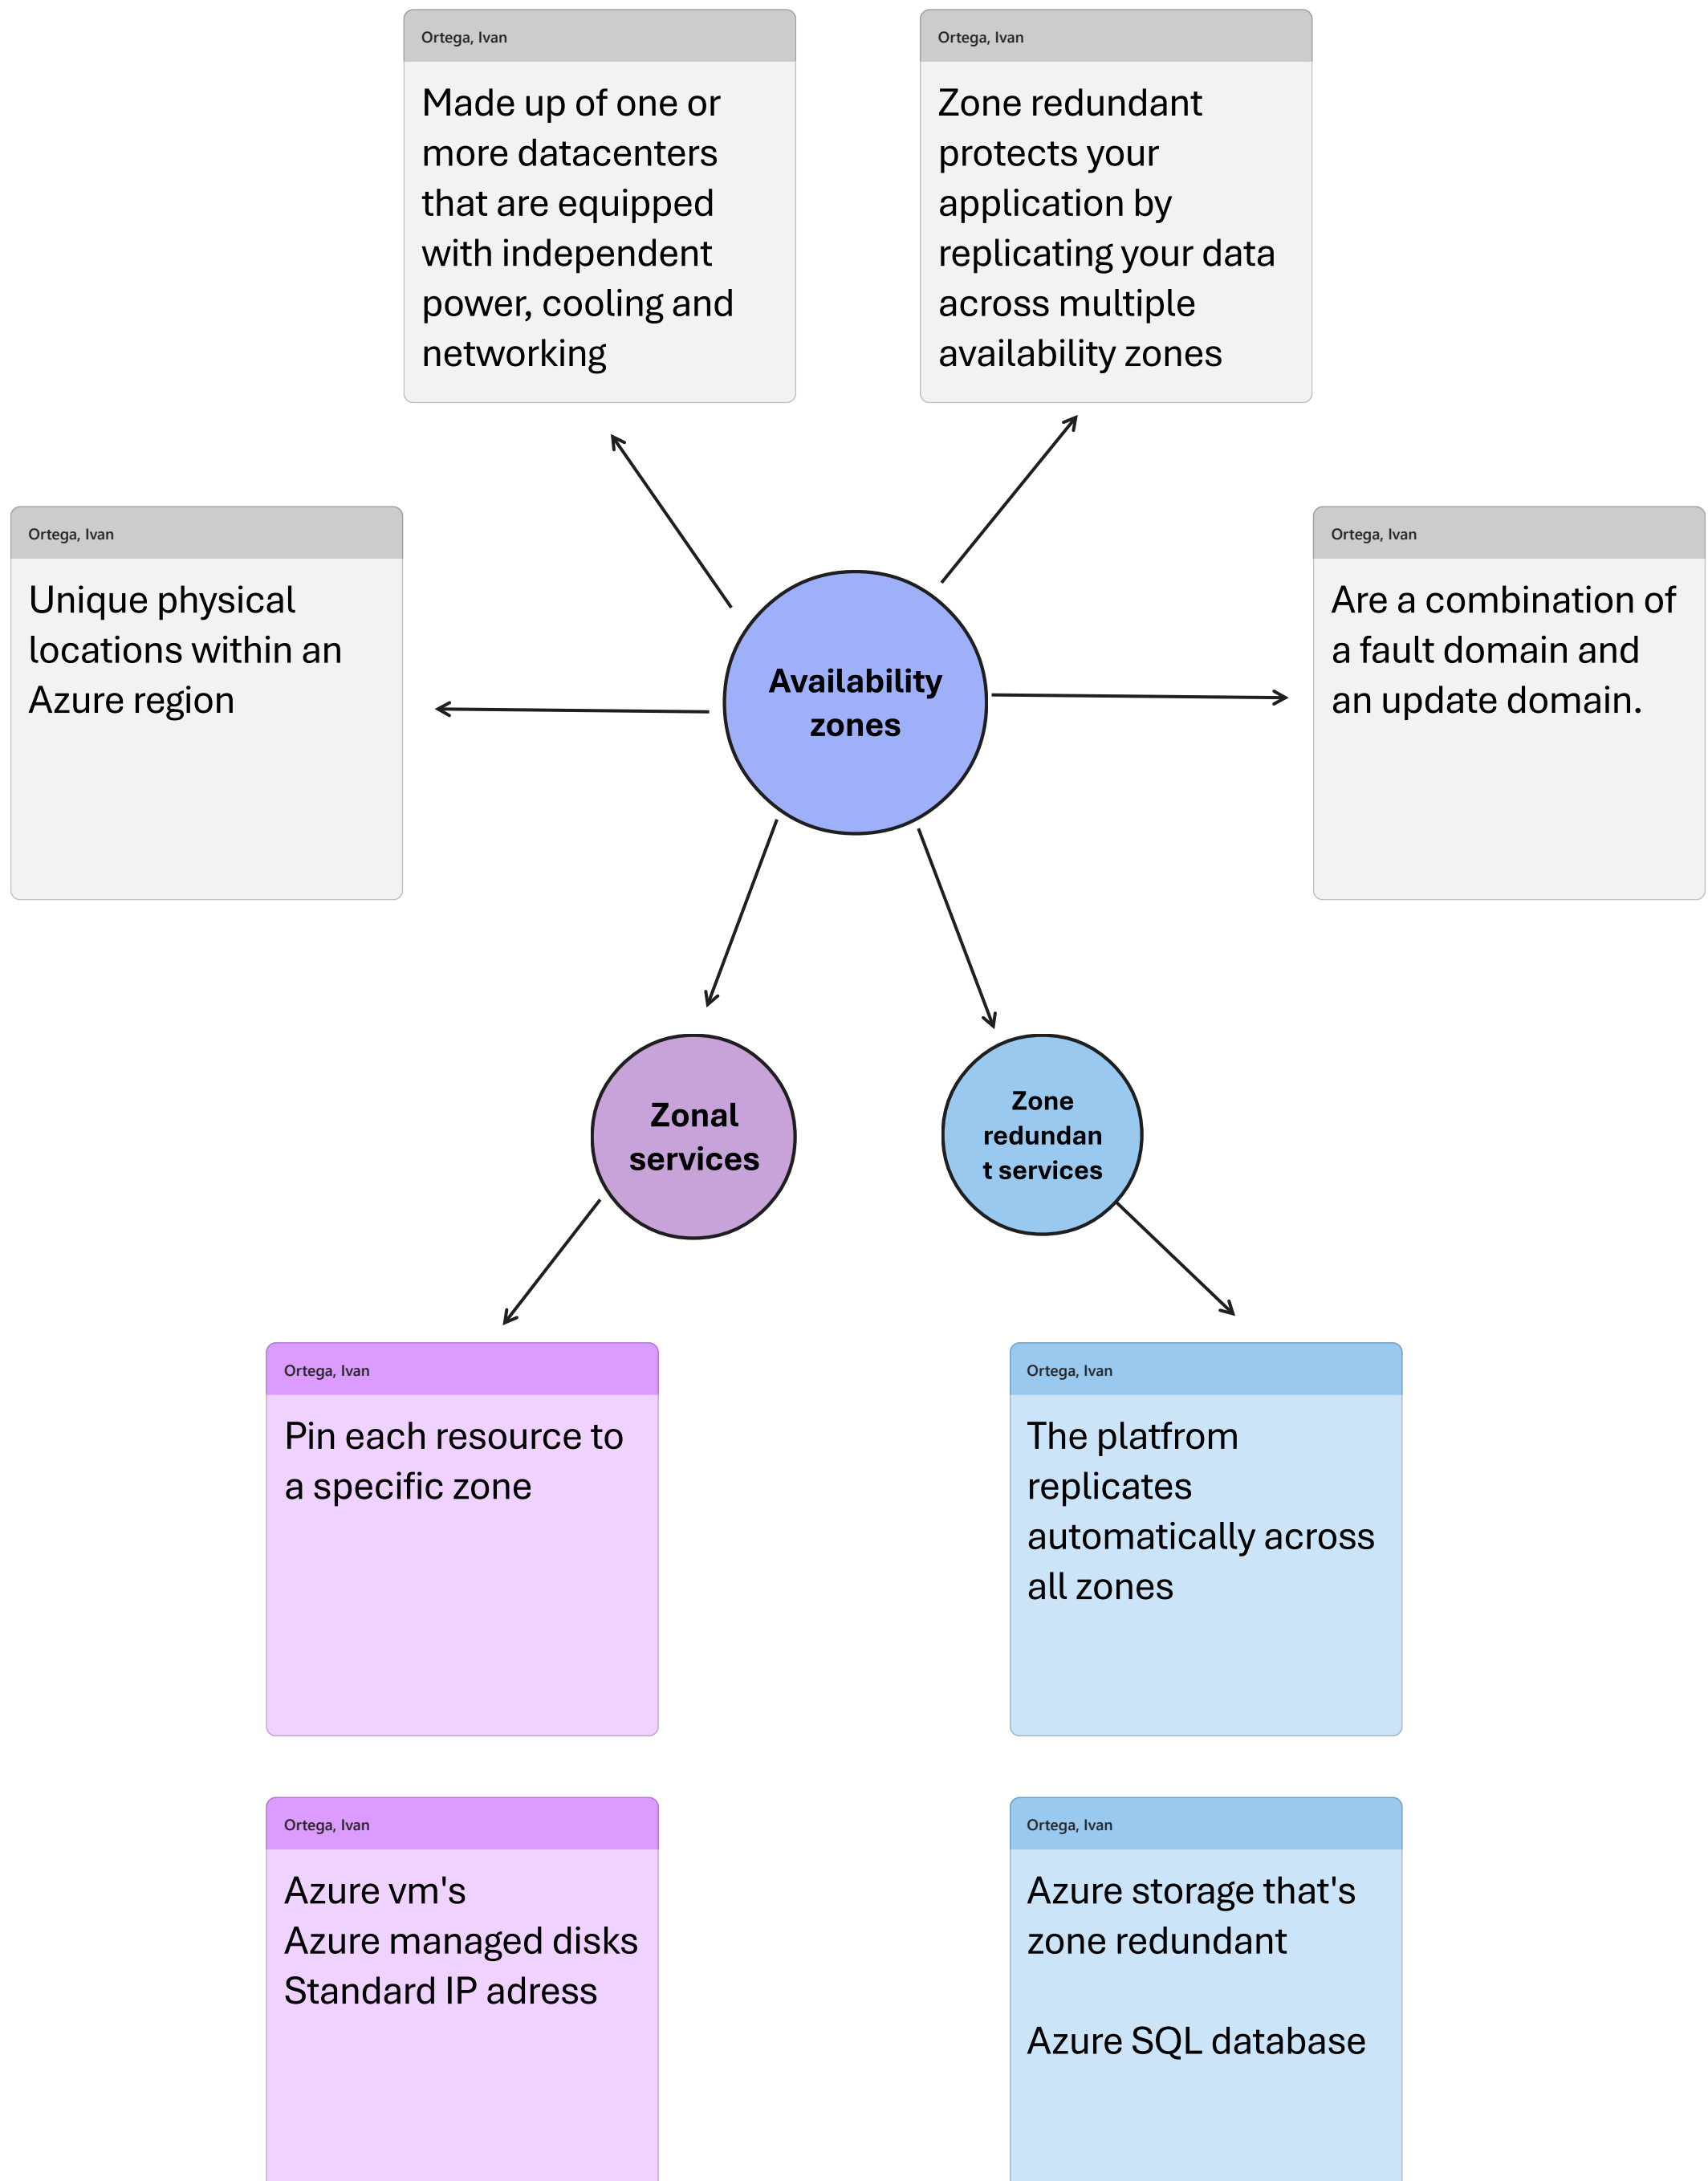 Ortega, Ivan
Made up of one or
more datacenters
that are equipped
with independent
power, cooling and
networking
Ortega, Ivan
Zone redundant
protects your
application by
replicating your data
across multiple
availability zones
Ortega, Ivan
Unique physical
locations within an
Azure region
Availability
zones
Ortega, Ivan
Are a combination of
a fault domain and
an update domain.
Zonal
services
Zone
redundan
t services
Ortega, Ivan
Pin each resource to
a specific zone
Ortega, Ivan
The platfrom
replicates
automatically across
all zones
Ortega, Ivan
Azure vm's
Azure managed disks
Standard IP adress
Ortega, Ivan
Azure storage that's
zone redundant
Azure SQL database